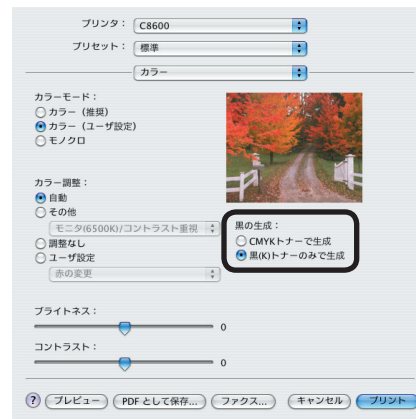 プリンタ： C8600
プリセット： 標準
カラー
カラーモード：
カラー（推奨）
カラー（ユーザ設定）
モノクロ
カラー調整：
自動
その他
モニタ(6500K)/コントラスト重視
調整なし
ユーザ設定
赤の変更
黒の生成：
CMYKトナーで生成
黒(K)トナーのみで生成
ブライトネス：
0
コントラスト：
0
? プレビュー PDF として保存... ファクス... キャンセル プリント